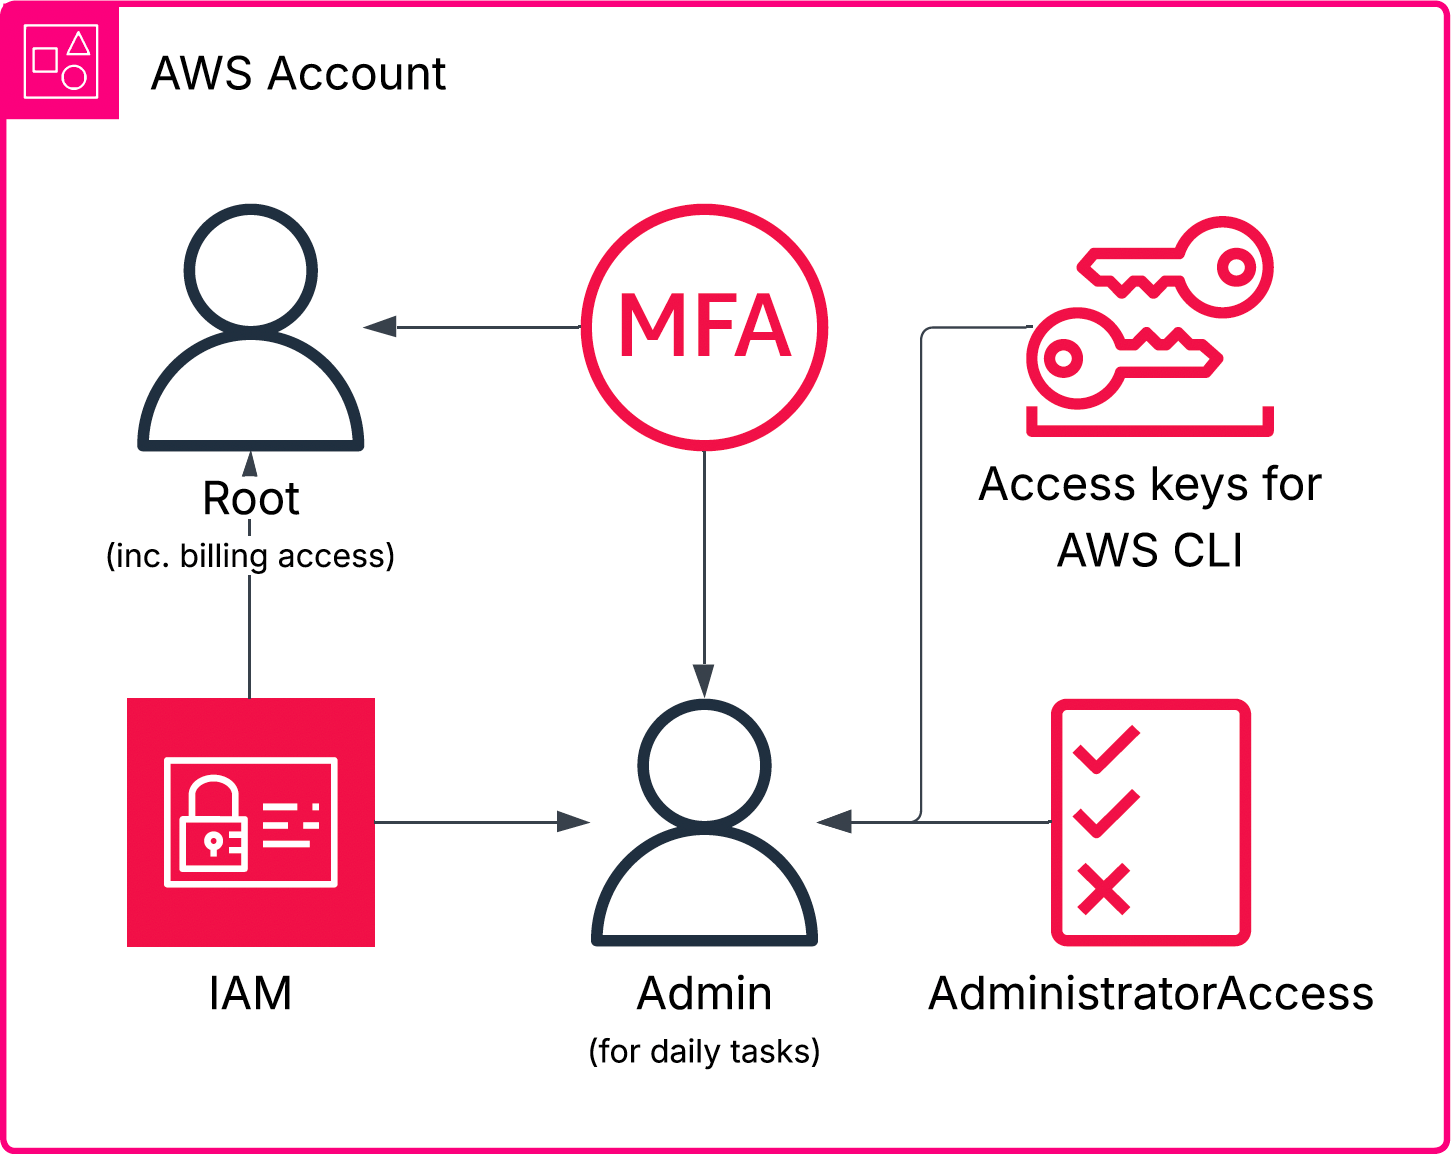 AWS Account
MFA
Root
(inc. billing access)
Access keys for
AWS CLI
IAM
Admin
(for daily tasks)
AdministratorAccess